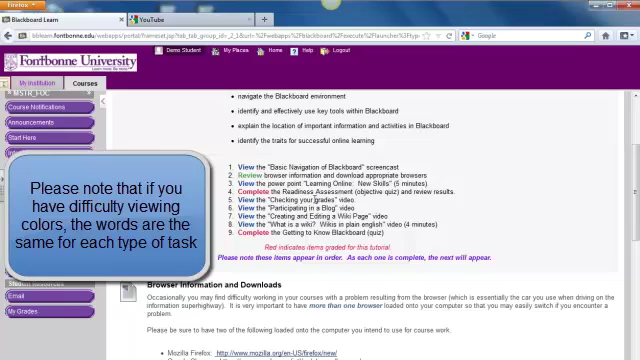 Firefox
Blackboard Learn
YouTube
Google
Demo Student
My Places
Home
Help
Logout
FONTBONNE UNIVERSITY
My Institution
Courses
MSTR_FOC
Course Notifications
Announcements
Start Here
Email
My Grades
• navigate the Blackboard environment
• identify and effectively use key tools within Blackboard
• explain the location of important information and activities in Blackboard
• identify the traits for successful online learning
1. View the "Basic Navigation of Blackboard" screencast
2. Review browser information and download appropriate browsers
3. View the power point "Learning Online: New Skills" (5 minutes)
4. Complete the Readiness Assessment (objective quiz) and review results.
5. View the "Checking your grades" video.
6. View the "Participating in a Blog" video
7. View the "Creating and Editing a Wiki Page" video
8. View the "What is a wiki? Wikis in plain english" video (4 minutes)
9. Complete the Getting to Know Blackboard (quiz)
Red indicates items graded for this tutorial.
Please note these items appear in order. As each one is complete, the next will appear.
Please note that if you
have difficulty viewing
colors, the words are the
same for each type of task
Browser Information and Downloads
Occasionally you may find difficulty working in your courses with a problem resulting from the browser (which is essentially the car you use when driving on the
information superhighway). It is very important to have more than one browser loaded onto your computer so that you may easily switch if you encounter a
problem.
Please be sure to have two of the following loaded onto the computer you intend to use for course work.
• Mozilla Firefox: http://www.mozilla.org/en-US/firefox/new/